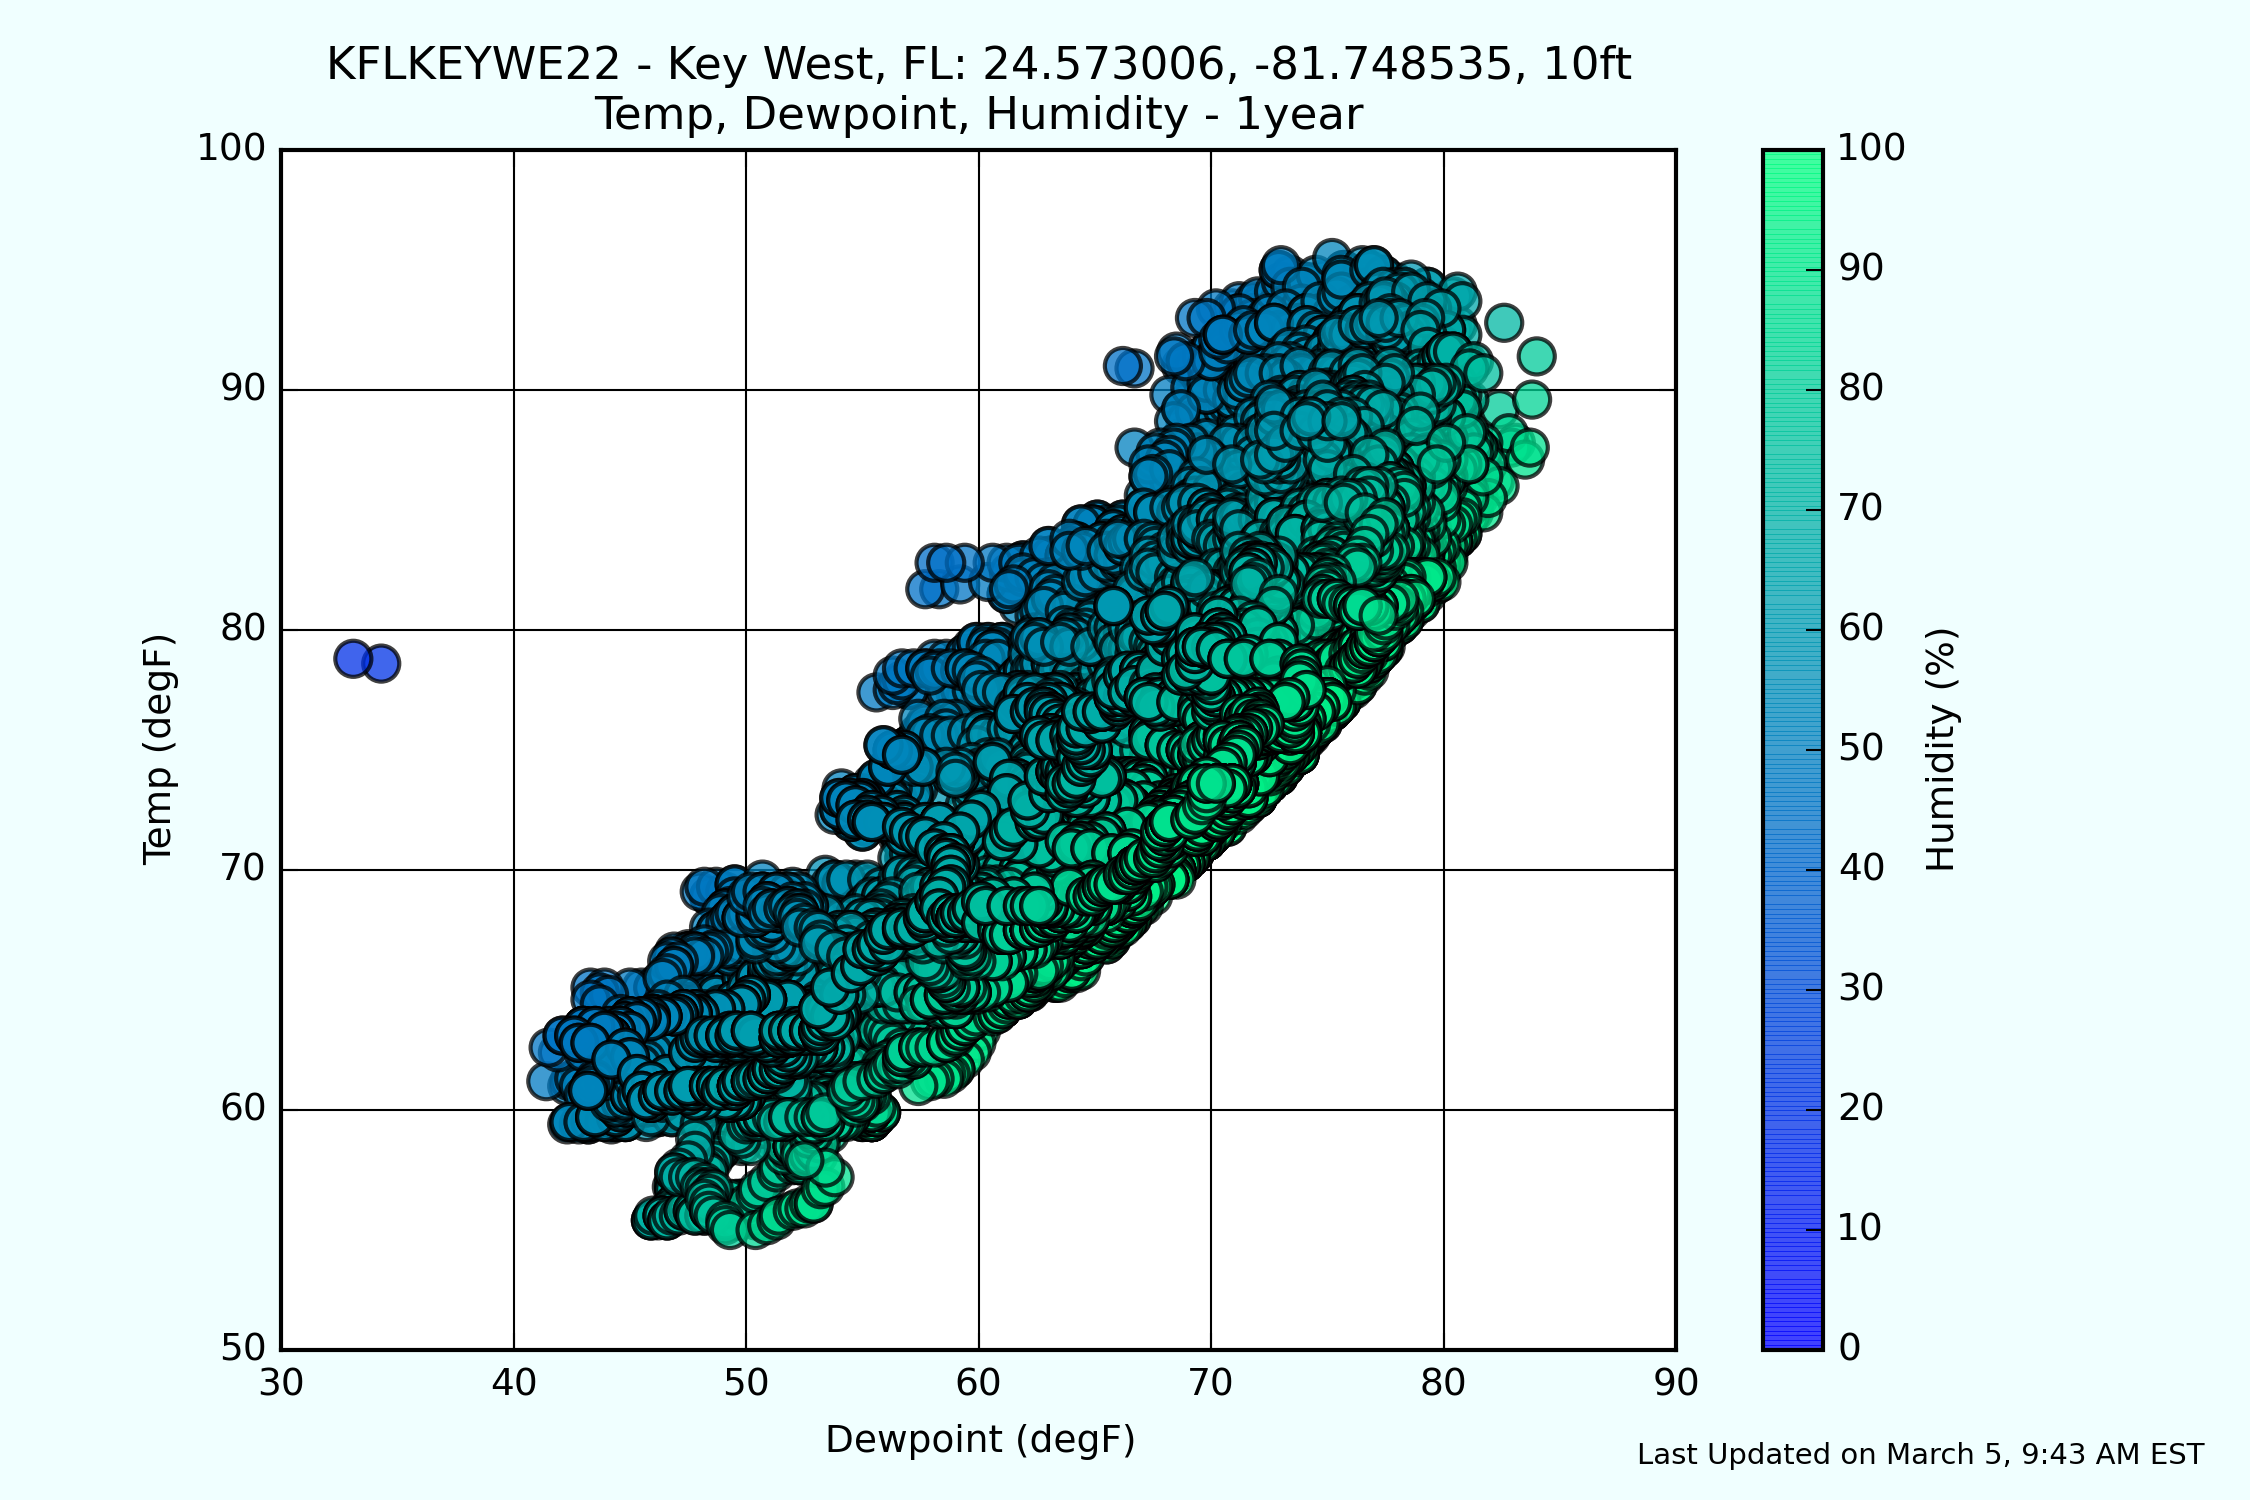 KFLKEYWE22 - Key West, FL: 24.573006, -81.748535, 10ft
Temp, Dewpoint, Humidity - 1year
100
90
80
70
60
50
Temp (degF)
30 40 50 60 70 80 90
Dewpoint (degF)
100
90
80
70
60
50
40
30
20
10
0
Humidity (%)
Last Updated on March 5, 9:43 AM EST